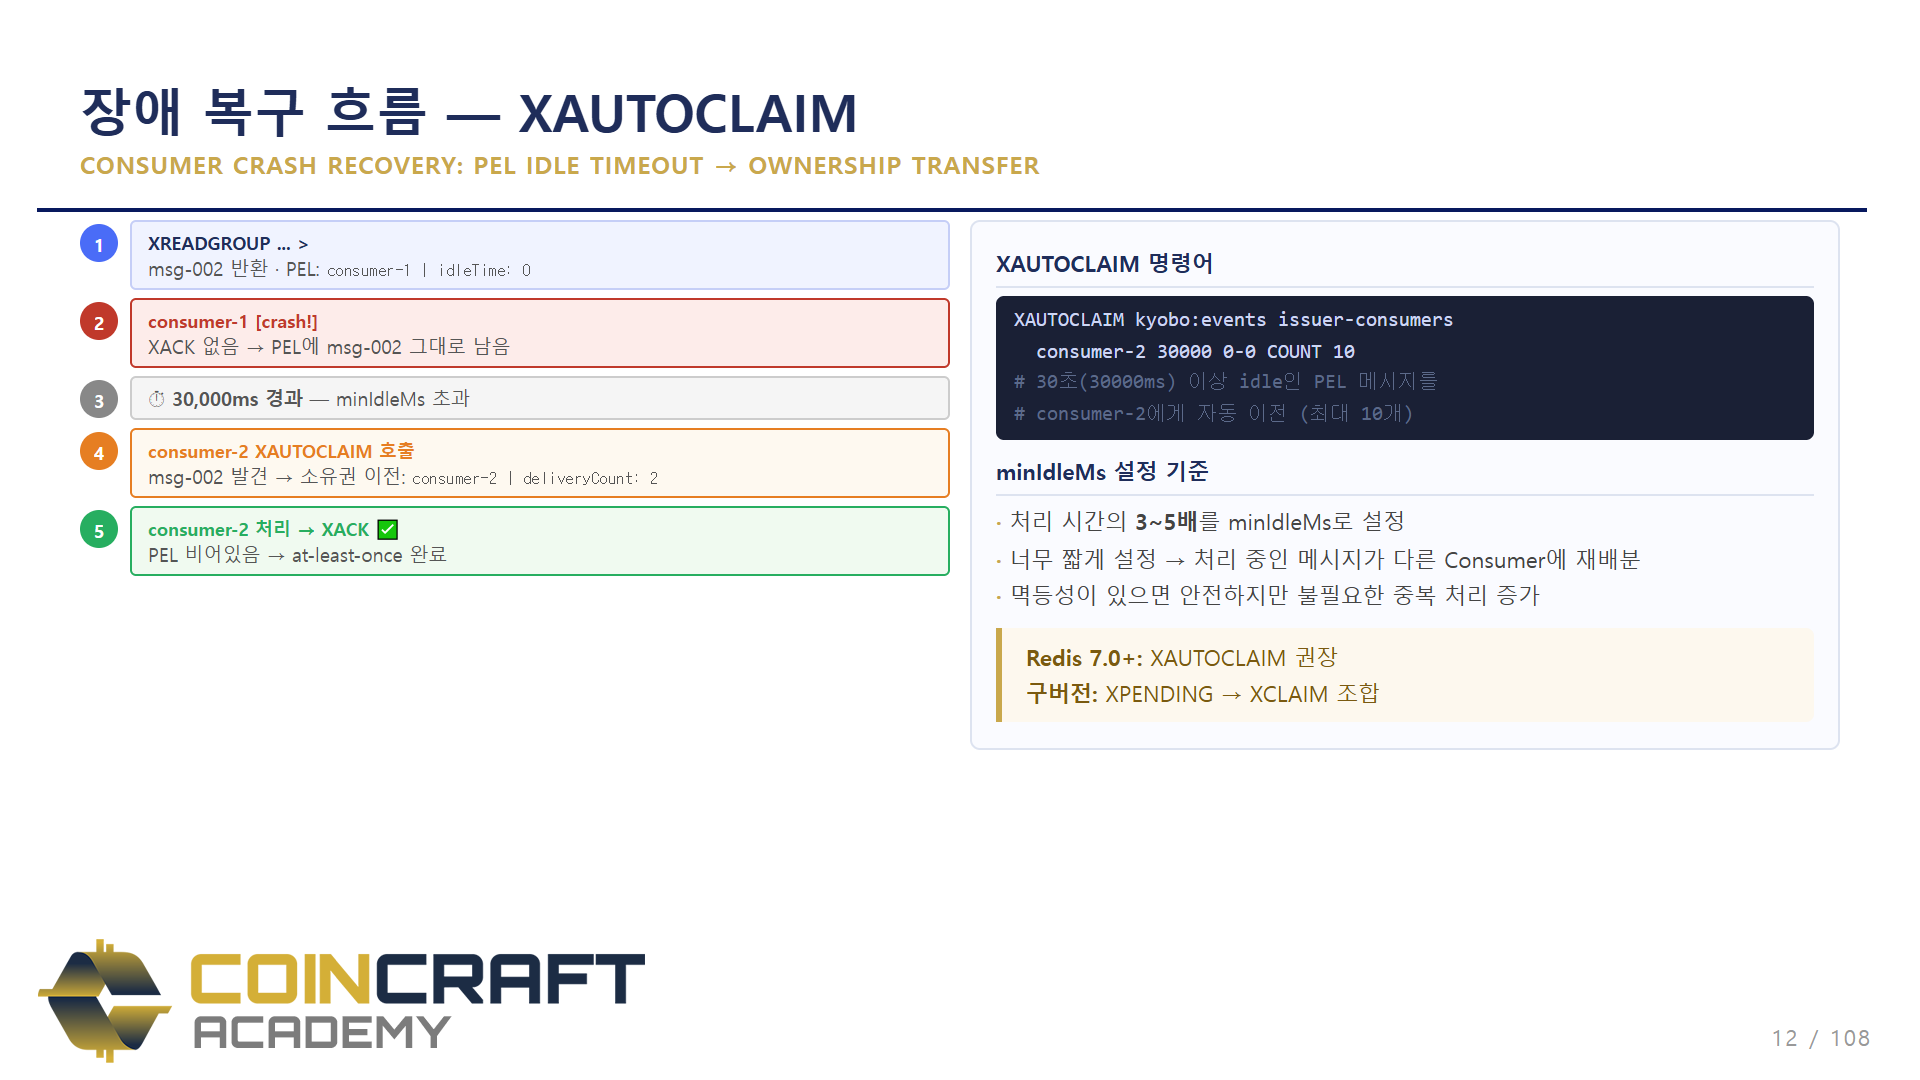 장애 복구 흐름 — XAUTOCLAIM
CONSUMER CRASH RECOVERY: PEL IDLE TIMEOUT → OWNERSHIP TRANSFER
1
XREADGROUP ... >
msg-002 반환 · PEL: consumer-1 | idleTime: 0
2
consumer-1 [crash!]
XACK 없음 → PEL에 msg-002 그대로 남음
3
⏱ 30,000ms 경과 — minIdleMs 초과
4
consumer-2 XAUTOCLAIM 호출
msg-002 발견 → 소유권 이전: consumer-2 | deliveryCount: 2
5
consumer-2 처리 → XACK ✅
PEL 비어있음 → at-least-once 완료
XAUTOCLAIM 명령어
XAUTOCLAIM kyobo:events issuer-consumers
consumer-2 30000 0-0 COUNT 10
# 30초(30000ms) 이상 idle인 PEL 메시지를
# consumer-2에게 자동 이전 (최대 10개)
minIdleMs 설정 기준
· 처리 시간의 3~5배를 minIdleMs로 설정
· 너무 짧게 설정 → 처리 중인 메시지가 다른 Consumer에 재배분
· 멱등성이 있으면 안전하지만 불필요한 중복 처리 증가
Redis 7.0+: XAUTOCLAIM 권장
구버전: XPENDING → XCLAIM 조합
COINCRAFT
ACADEMY
12 / 108